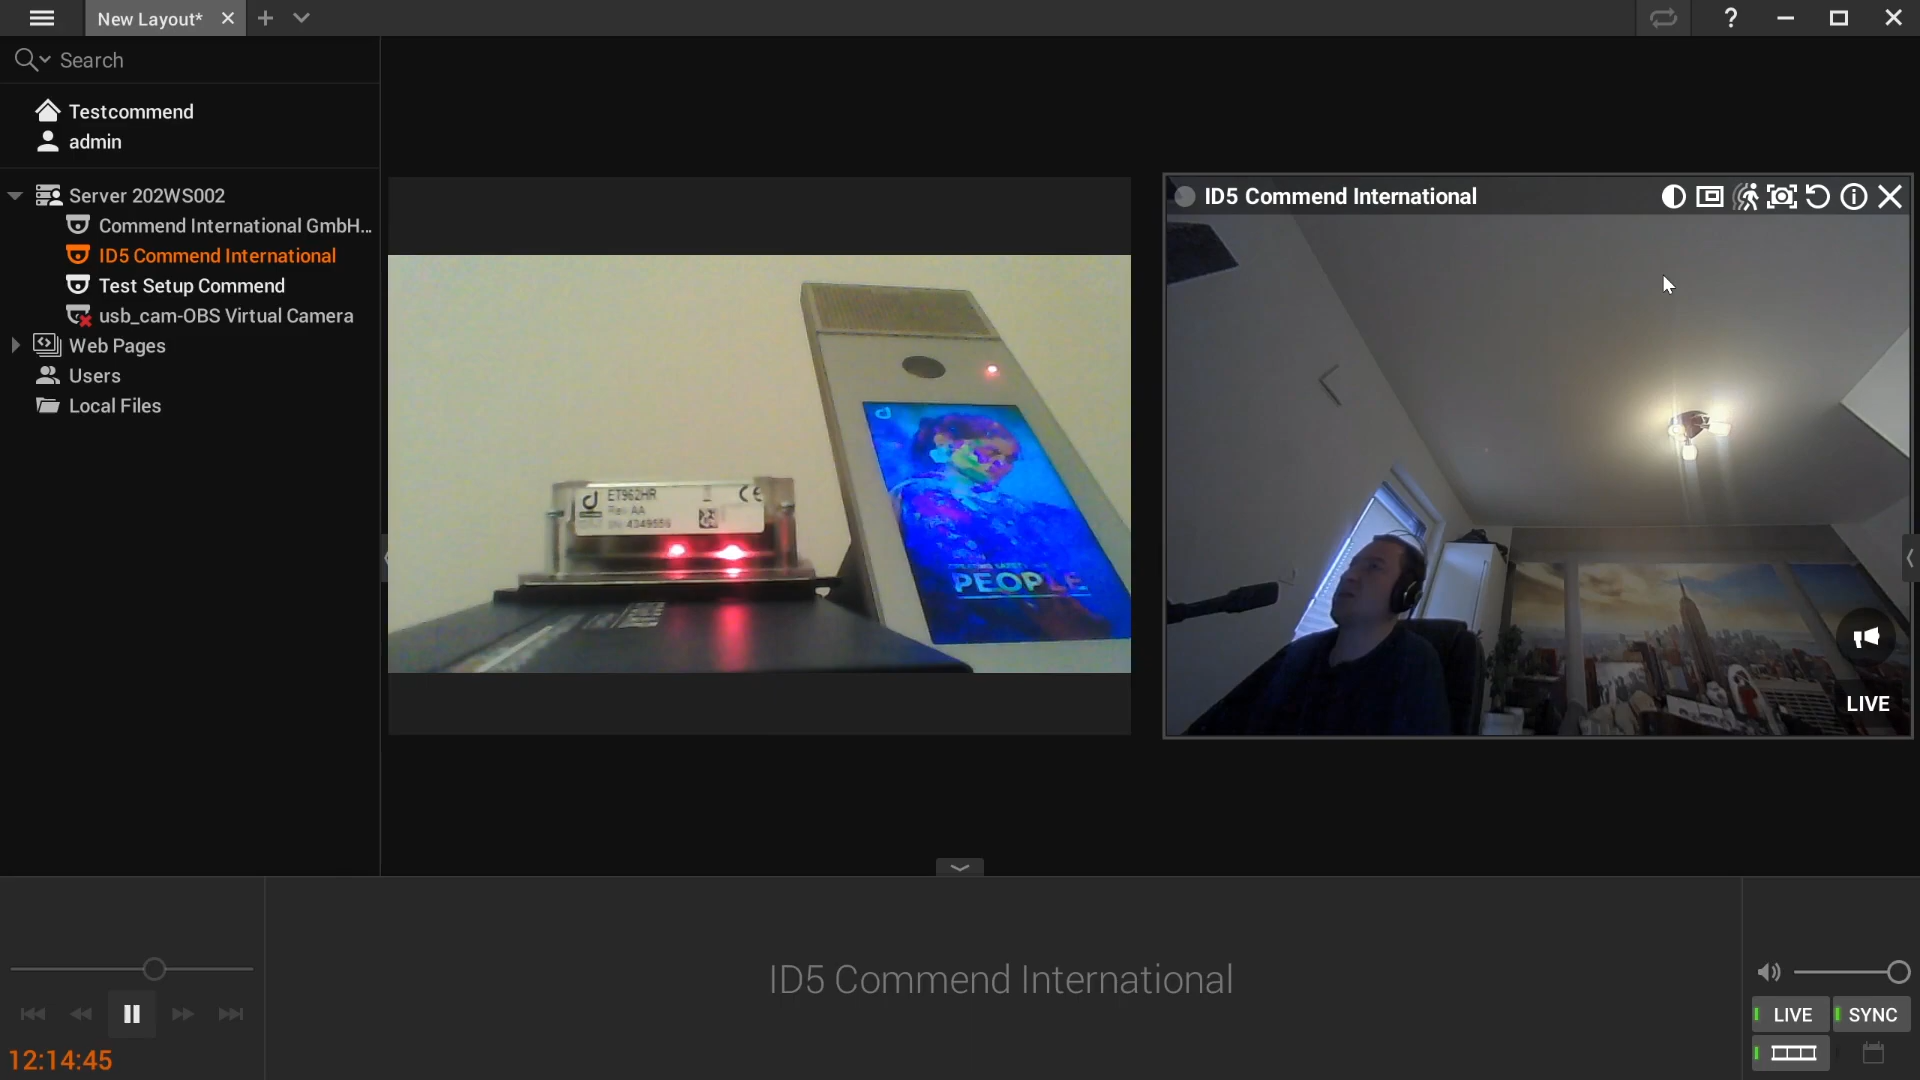 New Layout*
Search
Testcommend
admin
Server 202WS002
Commend International GmbH...
ID5 Commend International
Test Setup Commend
usb_cam-OBS Virtual Camera
Web Pages
Users
Local Files
ET962HR
Rev. AA
CE
PEOPLE
ID5 Commend International
LIVE
ID5 Commend International
12:14:45
LIVE
SYNC